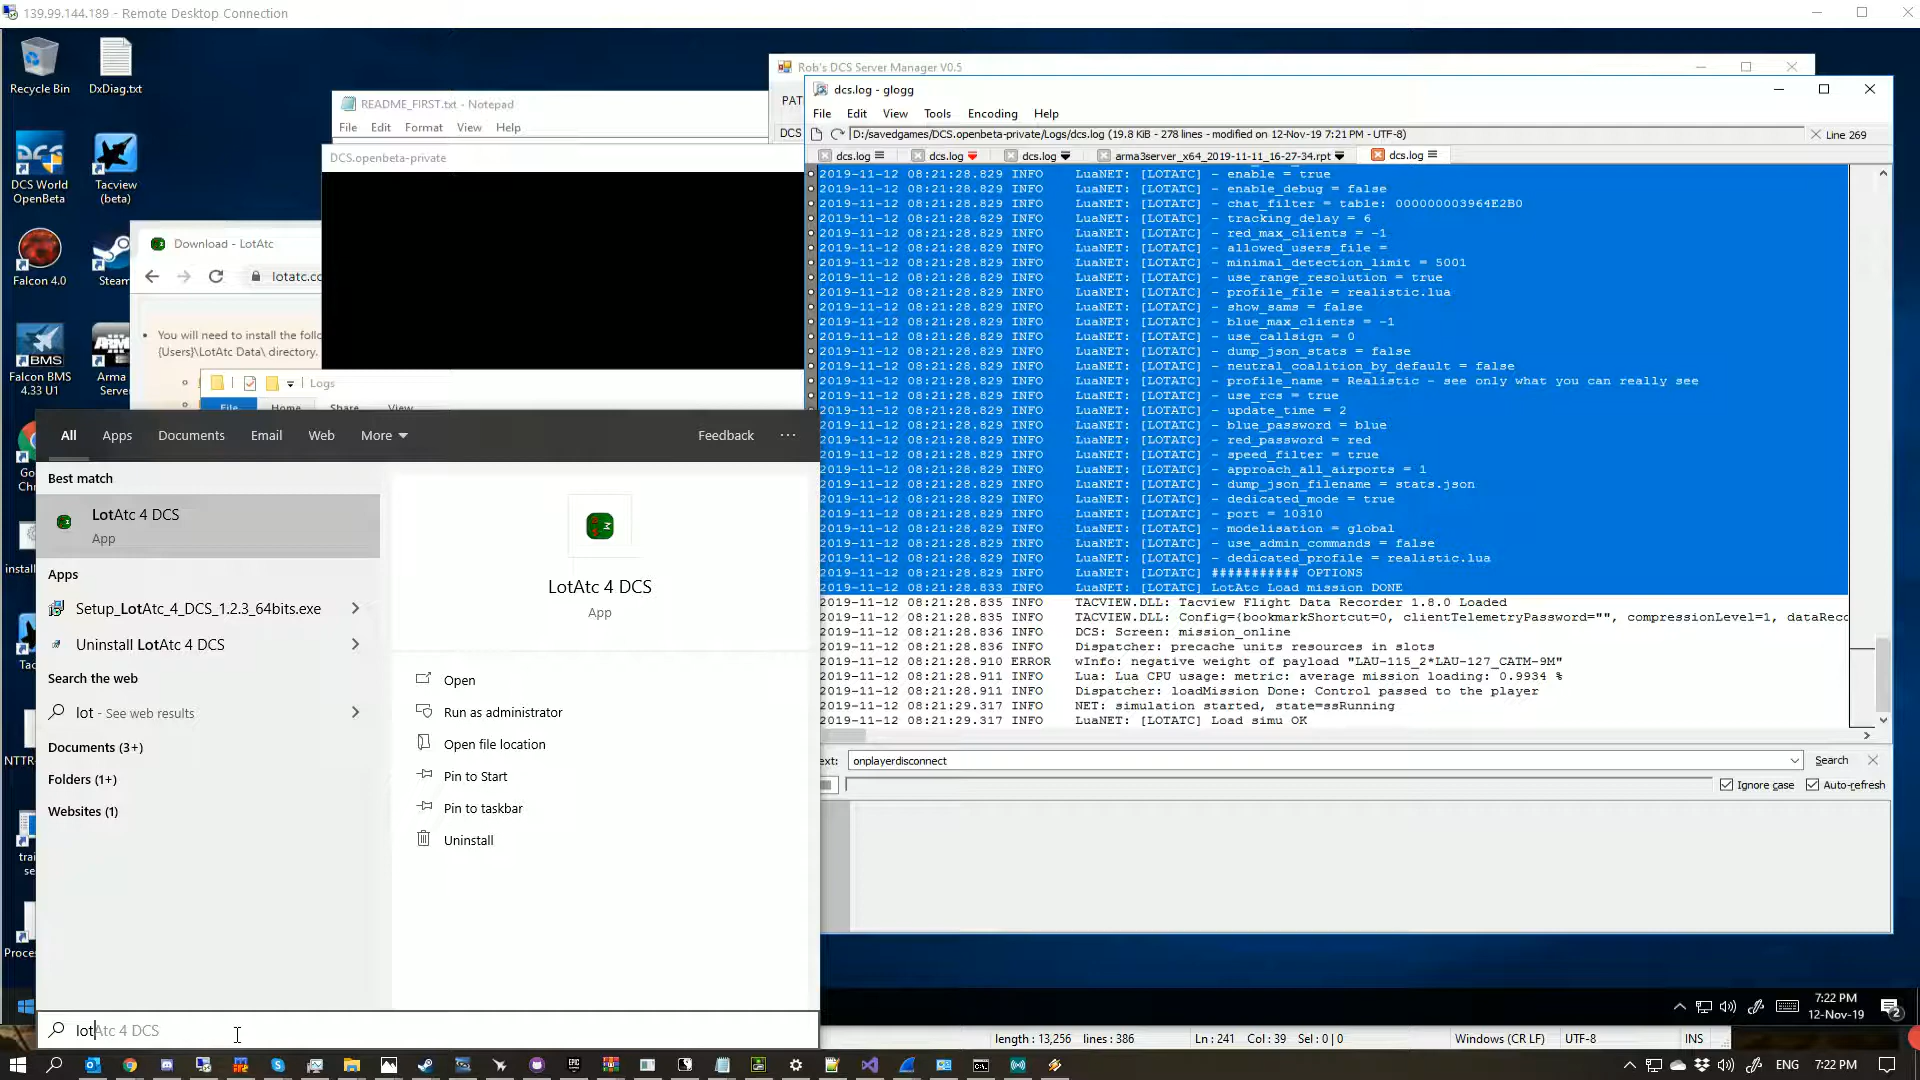 139.99.144.189 - Remote Desktop Connection
Recycle Bin
DxDiag.txt
DCS World OpenBeta
Tacview (beta)
Falcon 4.0
Steam
Falcon BMS 4.33 U1
Arma Server
Rob's DCS Server Manager V0.5
PAT
DCS
README_FIRST.txt - Notepad
File Edit Format View Help
DCS.openbeta-private
Download - LotAtc
lotatc.co
You will need to install the follo
{Users}\LotAtc Data\ directory.
Logs
File Home Share View
dcs.log - glogg
File Edit View Tools Encoding Help
D:/savedgames/DCS.openbeta-private/Logs/dcs.log (19.8 KiB - 278 lines - modified on 12-Nov-19 7:21 PM - UTF-8)
Line 269
dcs.log dcs.log dcs.log arma3server_x64_2019-11-11_16-27-34.rpt dcs.log
2019-11-12 08:21:28.829 INFO LuaNET: [LOTATC] - enable = true
2019-11-12 08:21:28.829 INFO LuaNET: [LOTATC] - enable_debug = false
2019-11-12 08:21:28.829 INFO LuaNET: [LOTATC] - chat_filter = table: 000000003964E2B0
2019-11-12 08:21:28.829 INFO LuaNET: [LOTATC] - tracking_delay = 6
2019-11-12 08:21:28.829 INFO LuaNET: [LOTATC] - red_max_clients = -1
2019-11-12 08:21:28.829 INFO LuaNET: [LOTATC] - allowed_users_file =
2019-11-12 08:21:28.829 INFO LuaNET: [LOTATC] - minimal_detection_limit = 5001
2019-11-12 08:21:28.829 INFO LuaNET: [LOTATC] - use_range_resolution = true
2019-11-12 08:21:28.829 INFO LuaNET: [LOTATC] - profile_file = realistic.lua
2019-11-12 08:21:28.829 INFO LuaNET: [LOTATC] - show_sams = false
2019-11-12 08:21:28.829 INFO LuaNET: [LOTATC] - blue_max_clients = -1
2019-11-12 08:21:28.829 INFO LuaNET: [LOTATC] - use_callsign = 0
2019-11-12 08:21:28.829 INFO LuaNET: [LOTATC] - dump_json_stats = false
2019-11-12 08:21:28.829 INFO LuaNET: [LOTATC] - neutral_coalition_by_default = false
2019-11-12 08:21:28.829 INFO LuaNET: [LOTATC] - profile_name = Realistic - see only what you can really see
2019-11-12 08:21:28.829 INFO LuaNET: [LOTATC] - use_rcs = true
2019-11-12 08:21:28.829 INFO LuaNET: [LOTATC] - update_time = 2
2019-11-12 08:21:28.829 INFO LuaNET: [LOTATC] - blue_password = blue
2019-11-12 08:21:28.829 INFO LuaNET: [LOTATC] - red_password = red
2019-11-12 08:21:28.829 INFO LuaNET: [LOTATC] - speed_filter = true
2019-11-12 08:21:28.829 INFO LuaNET: [LOTATC] - approach_all_airports = 1
2019-11-12 08:21:28.829 INFO LuaNET: [LOTATC] - dump_json_filename = stats.json
2019-11-12 08:21:28.829 INFO LuaNET: [LOTATC] - dedicated_mode = true
2019-11-12 08:21:28.829 INFO LuaNET: [LOTATC] - port = 10310
2019-11-12 08:21:28.829 INFO LuaNET: [LOTATC] - modelisation = global
2019-11-12 08:21:28.829 INFO LuaNET: [LOTATC] - use_admin_commands = false
2019-11-12 08:21:28.829 INFO LuaNET: [LOTATC] - dedicated_profile = realistic.lua
2019-11-12 08:21:28.829 INFO LuaNET: [LOTATC] ########### OPTIONS
2019-11-12 08:21:28.833 INFO LuaNET: [LOTATC] LotAtc Load mission DONE
2019-11-12 08:21:28.835 INFO TACVIEW.DLL: Tacview Flight Data Recorder 1.8.0 Loaded
2019-11-12 08:21:28.835 INFO TACVIEW.DLL: Config={bookmarkShortcut=0, clientTelemetryPassword="", compressionLevel=1, dataRec
2019-11-12 08:21:28.836 INFO DCS: Screen: mission_online
2019-11-12 08:21:28.836 INFO Dispatcher: precache units resources in slots
2019-11-12 08:21:28.910 ERROR wInfo: negative weight of payload "LAU-115_2*LAU-127_CATM-9M"
2019-11-12 08:21:28.911 INFO Lua: Lua CPU usage: metric: average mission loading: 0.9934 %
2019-11-12 08:21:28.911 INFO Dispatcher: loadMission Done: Control passed to the player
2019-11-12 08:21:29.317 INFO NET: simulation started, state=ssRunning
2019-11-12 08:21:29.317 INFO LuaNET: [LOTATC] Load simu OK
ext: onplayerdisconnect Search
Ignore case Auto-refresh
All Apps Documents Email Web More Feedback ...
Best match
LotAtc 4 DCS
App
Apps
Setup_LotAtc_4_DCS_1.2.3_64bits.exe
Uninstall LotAtc 4 DCS
Search the web
lot - See web results
Documents (3+)
Folders (1+)
Websites (1)
LotAtc 4 DCS
App
Open
Run as administrator
Open file location
Pin to Start
Pin to taskbar
Uninstall
Go
Chr
Tac
install
NTTR-
trai
se
Proces
lotAtc 4 DCS
7:22 PM
12-Nov-19
2
length : 13,256 lines : 386 Ln : 241 Col : 39 Sel : 0 | 0 Windows (CR LF) UTF-8 INS
ENG 7:22 PM